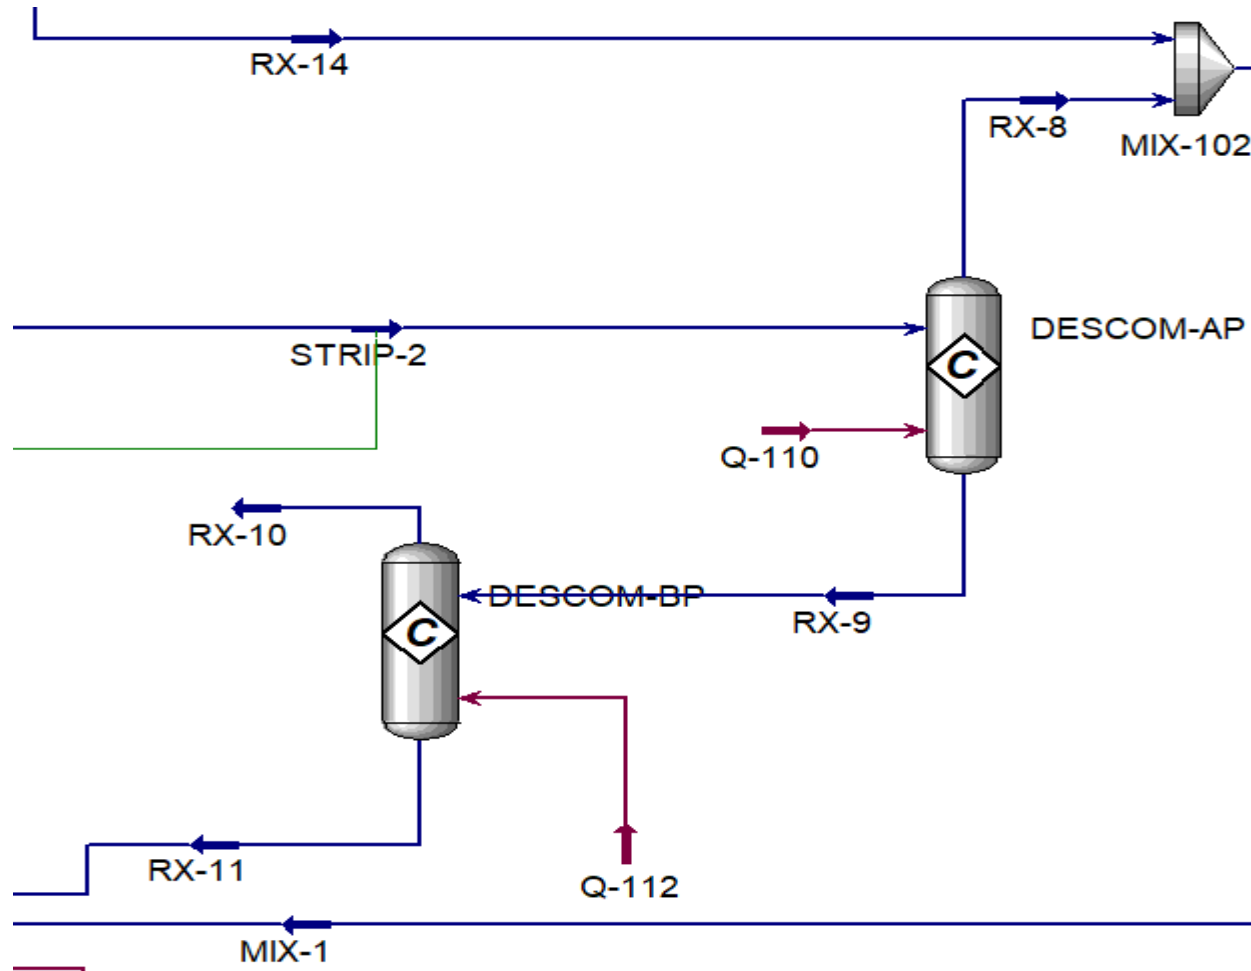 RX-14
RX-8
MIX-102
STRIP-2
DESCOM-AP
C
Q-110
RX-10
DESCOM-BP
RX-9
C
RX-11
Q-112
MIX-1